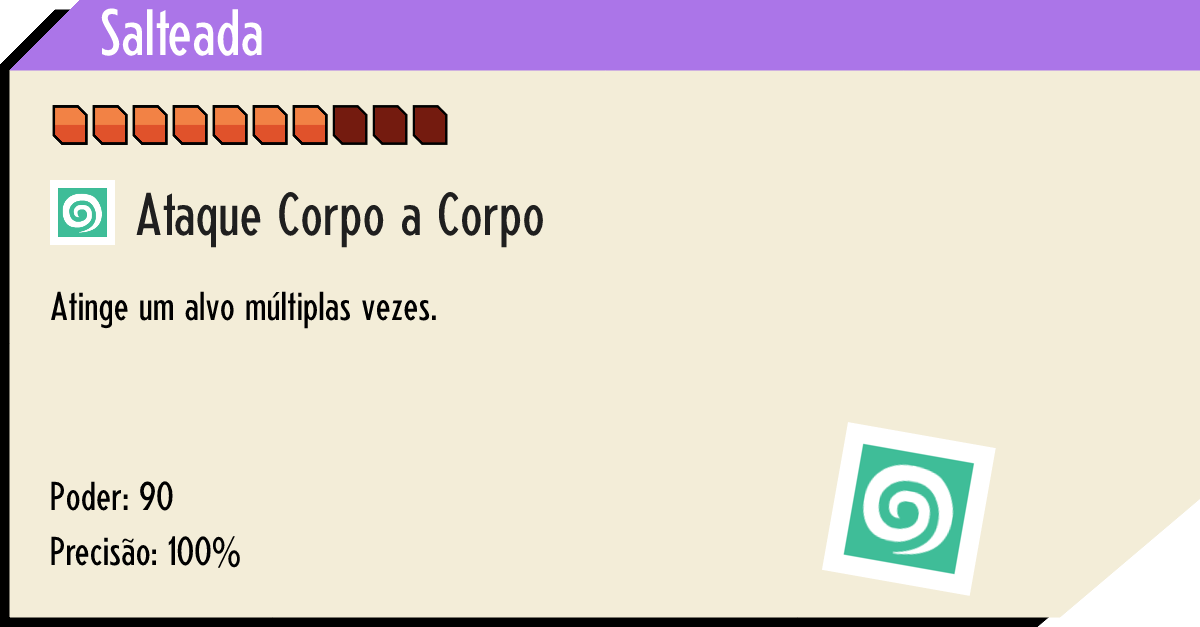 Salteada
Ataque Corpo a Corpo
Atinge um alvo múltiplas vezes.
Poder: 90
Precisão: 100%